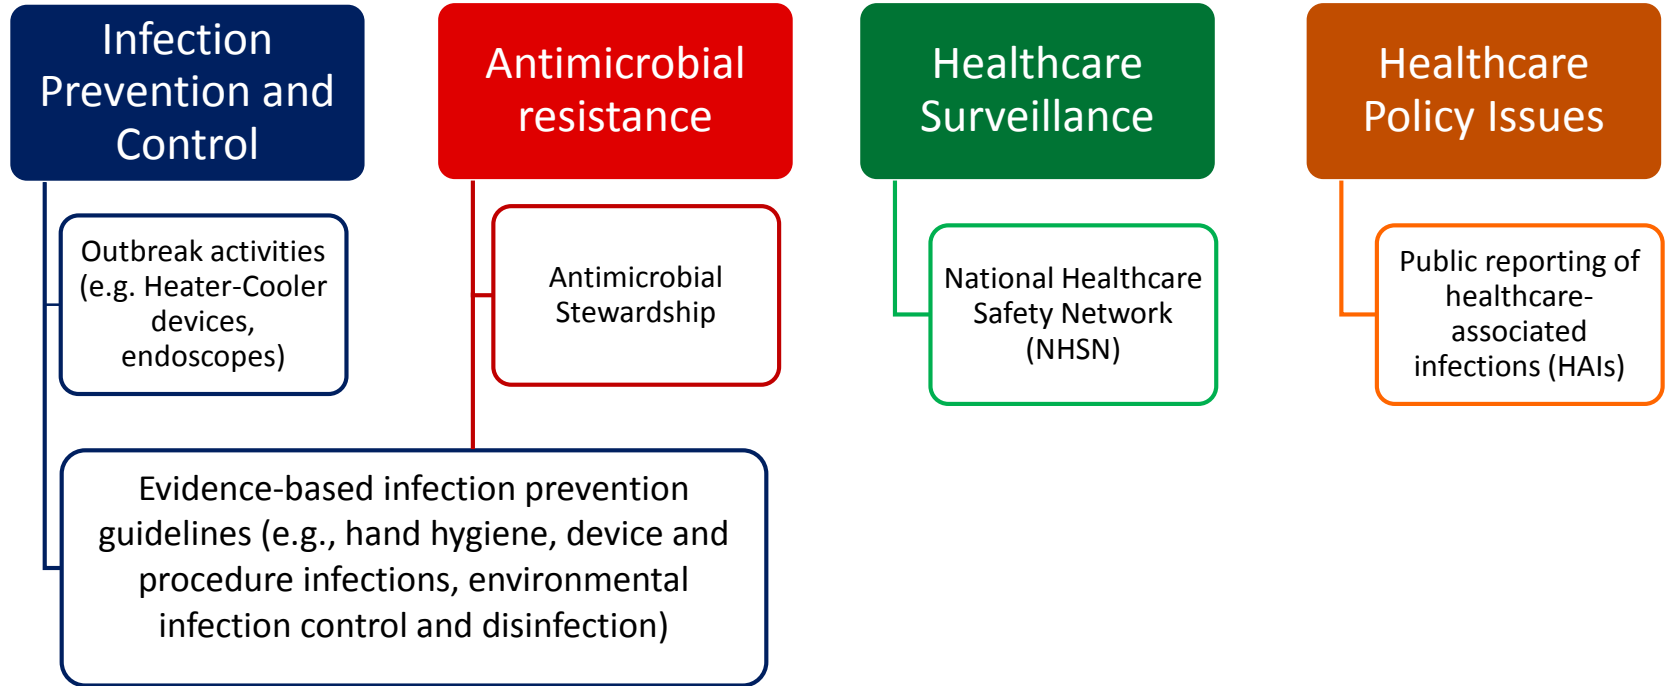 Infection
Prevention and
Control
Antimicrobial
resistance
Healthcare
Surveillance
Healthcare
Policy Issues
Outbreak activities
(e.g. Heater-Cooler
devices,
endoscopes)
Antimicrobial
Stewardship
National Healthcare
Safety Network
(NHSN)
Public reporting of
healthcare-
associated
infections (HAIs)
Evidence-based infection prevention
guidelines (e.g., hand hygiene, device and
procedure infections, environmental
infection control and disinfection)